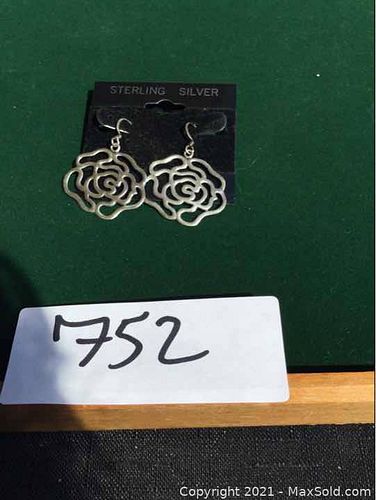 STERLING SILVER
752
Copyright © 2021 - MaxSold.com